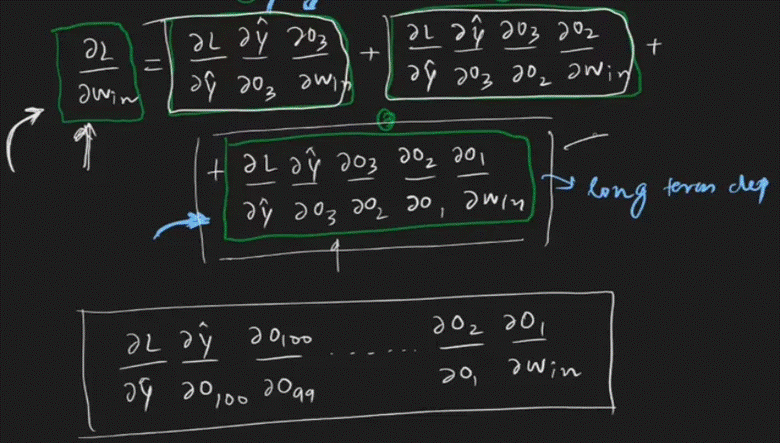 ∂L/∂Win = ∂L/∂ŷ ∂ŷ/∂O3 ∂O3/∂Win + ∂L/∂ŷ ∂ŷ/∂O3 ∂O3/∂O2 ∂O2/∂Win +
+ ∂L/∂ŷ ∂ŷ/∂O3 ∂O3/∂O2 ∂O2/∂O1 ∂O1/∂Win → long term dep
∂L/∂ŷ ∂ŷ/∂O100 ∂O100/∂O99 ...... ∂O2/∂O1 ∂O1/∂Win